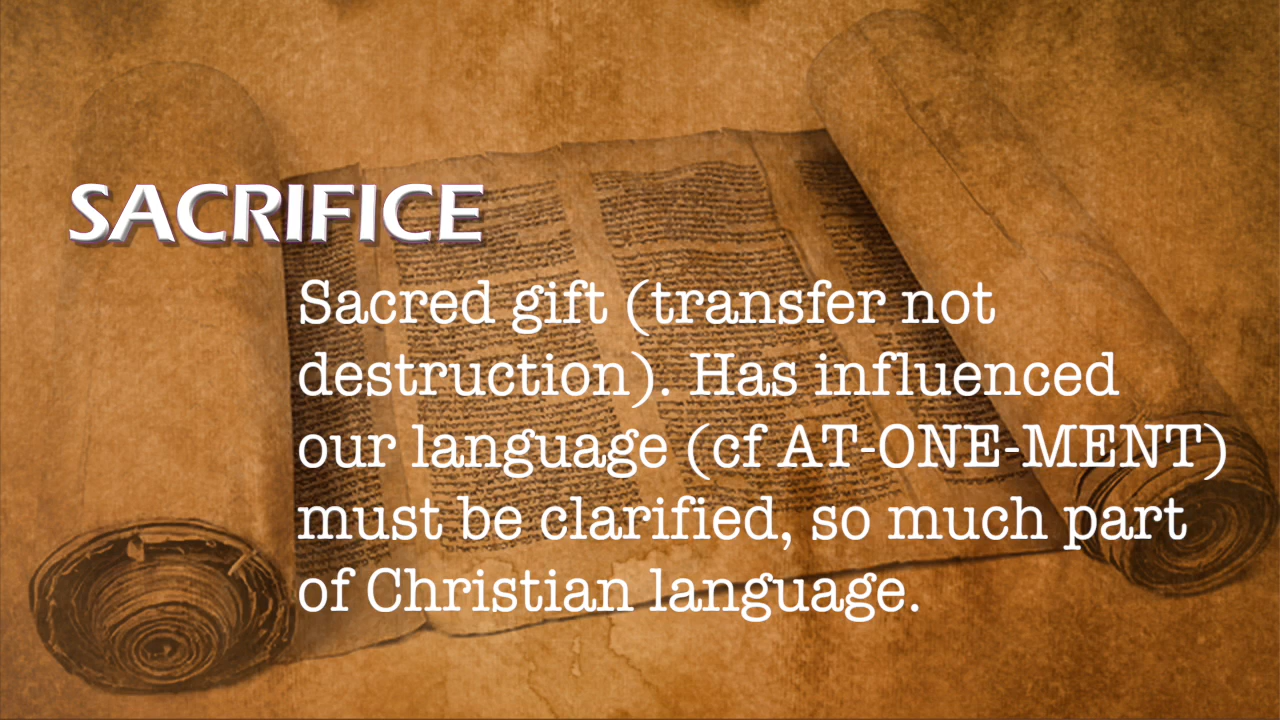 SACRIFICE
Sacred gift (transfer not
destruction). Has influenced
our language (cf AT-ONE-MENT)
must be clarified, so much part
of Christian language.